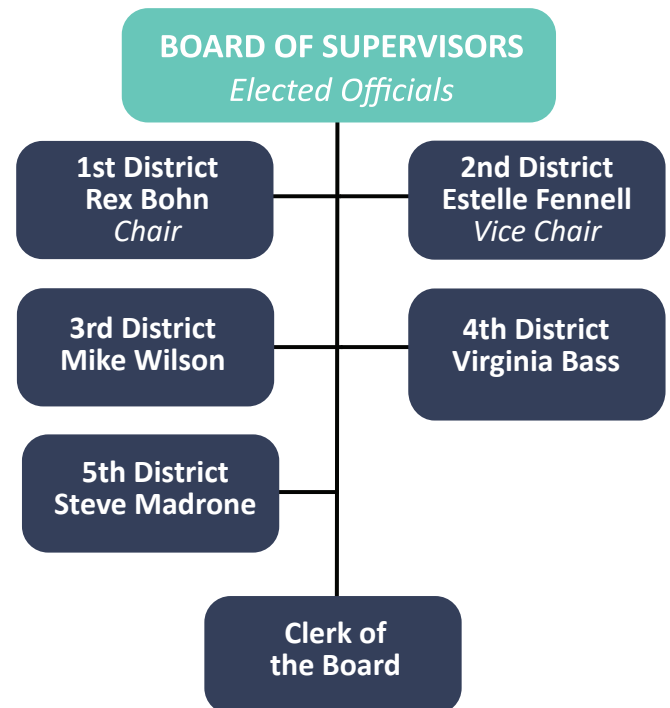 BOARD OF SUPERVISORS
Elected Officials
1st District
Rex Bohn
Chair
2nd District
Estelle Fennell
Vice Chair
3rd District
Mike Wilson
4th District
Virginia Bass
5th District
Steve Madrone
Clerk of
the Board